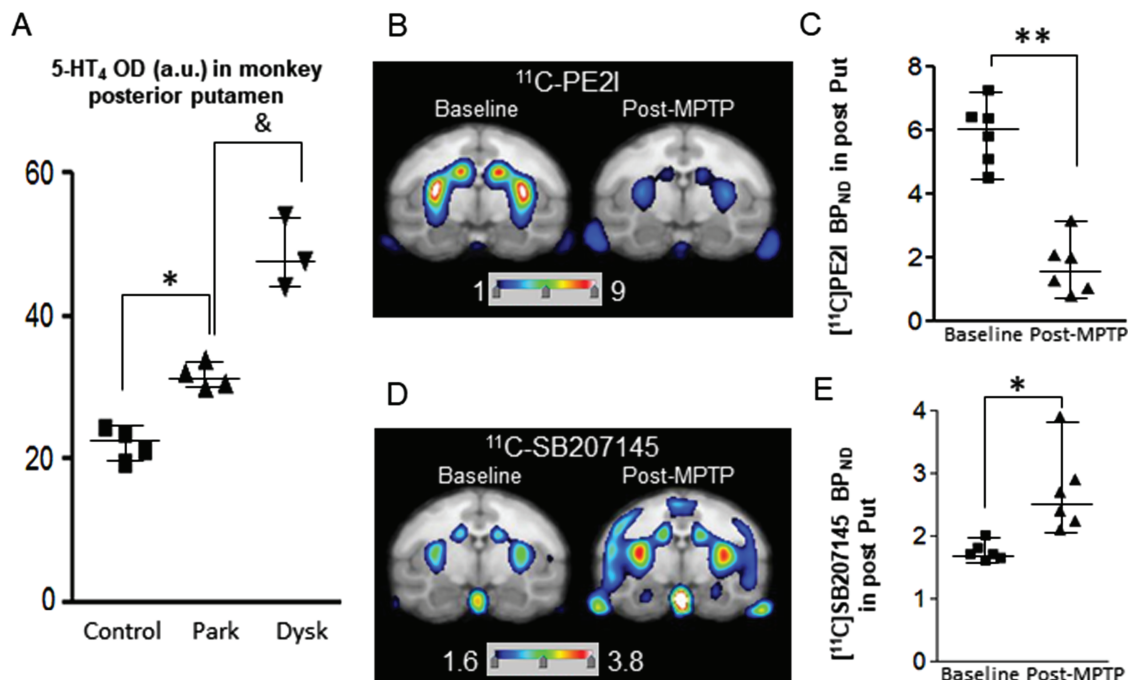 A
5-HT₄ OD (a.u.) in monkey
posterior putamen
&
*
60
40
20
0
Control Park Dysk
B
¹¹C-PE2I
Baseline Post-MPTP
1 9
C
**
[¹¹C]PE2I BP_ND in post Put
8
6
4
2
0
Baseline Post-MPTP
D
¹¹C-SB207145
Baseline Post-MPTP
1.6 3.8
E
*
[¹¹C]SB207145 BP_ND
in post Put
4
3
2
1
0
Baseline Post-MPTP